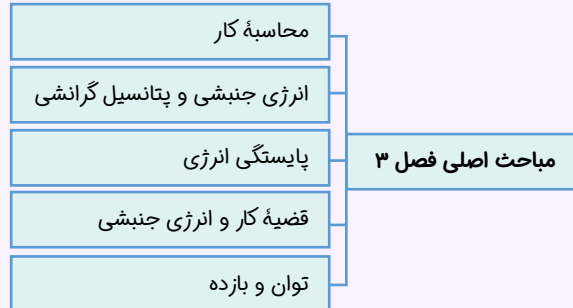 مباحث اصلی فصل ۳
محاسبهٔ کار
انرژی جنبشی و پتانسیل گرانشی
پایستگی انرژی
قضیهٔ کار و انرژی جنبشی
توان و بازده